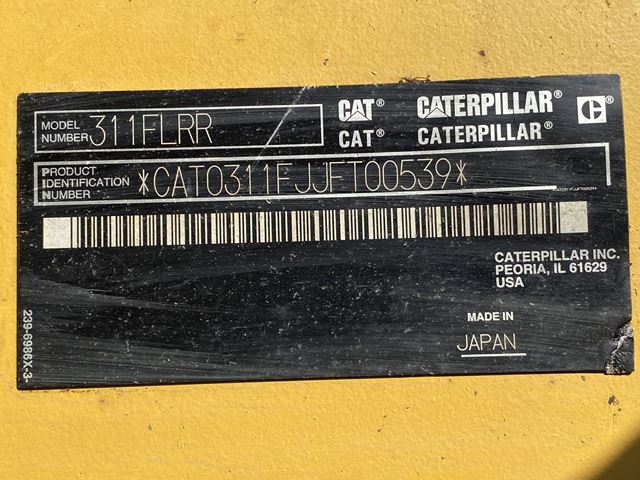 MODEL NUMBER 311FLRR
CAT® CATERPILLAR® C®
CAT® CATERPILLAR®
PRODUCT IDENTIFICATION NUMBER *CAT0311FJJFT00539*
*CAT0311FJJFT00539*
CATERPILLAR INC.
PEORIA, IL 61629
USA
MADE IN
JAPAN
239-6986X-3